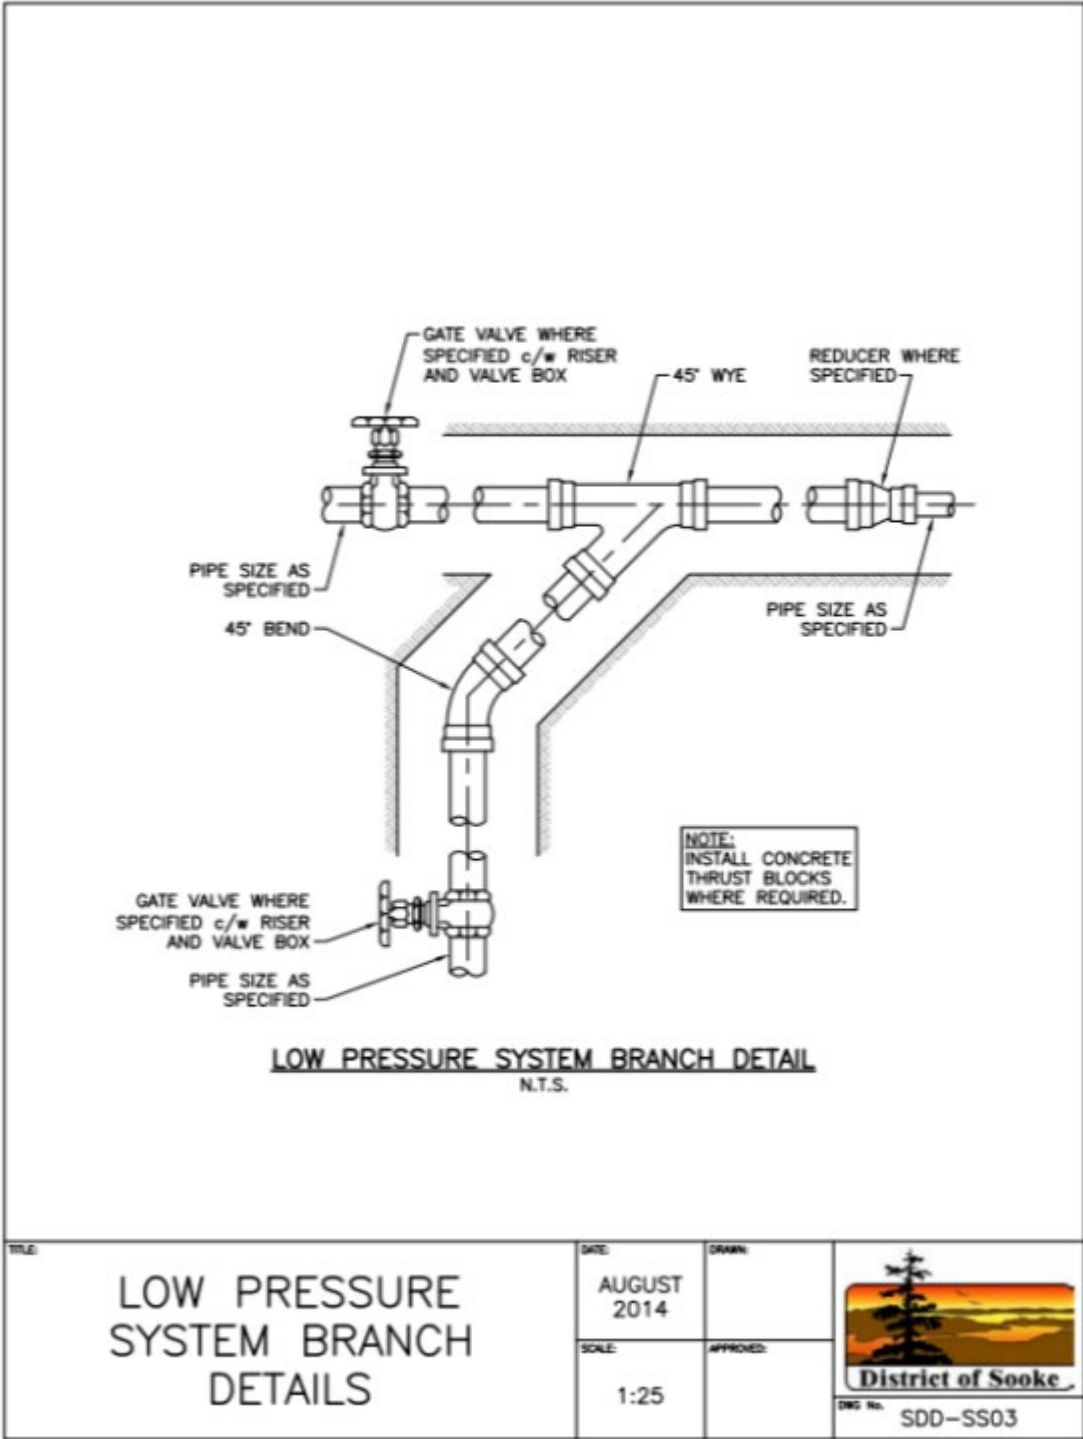 GATE VALVE WHERE
SPECIFIED c/w RISER
AND VALVE BOX
45° WYE
REDUCER WHERE
SPECIFIED
PIPE SIZE AS
SPECIFIED
45° BEND
PIPE SIZE AS
SPECIFIED
NOTE:
INSTALL CONCRETE
THRUST BLOCKS
WHERE REQUIRED.
GATE VALVE WHERE
SPECIFIED c/w RISER
AND VALVE BOX
PIPE SIZE AS
SPECIFIED
LOW PRESSURE SYSTEM BRANCH DETAIL
N.T.S.
TITLE:
LOW PRESSURE
SYSTEM BRANCH
DETAILS
DATE:
AUGUST
2014
DRAWN:
SCALE:
1:25
APPROVED:
District of Sooke
DWG No.
SDD-SS03